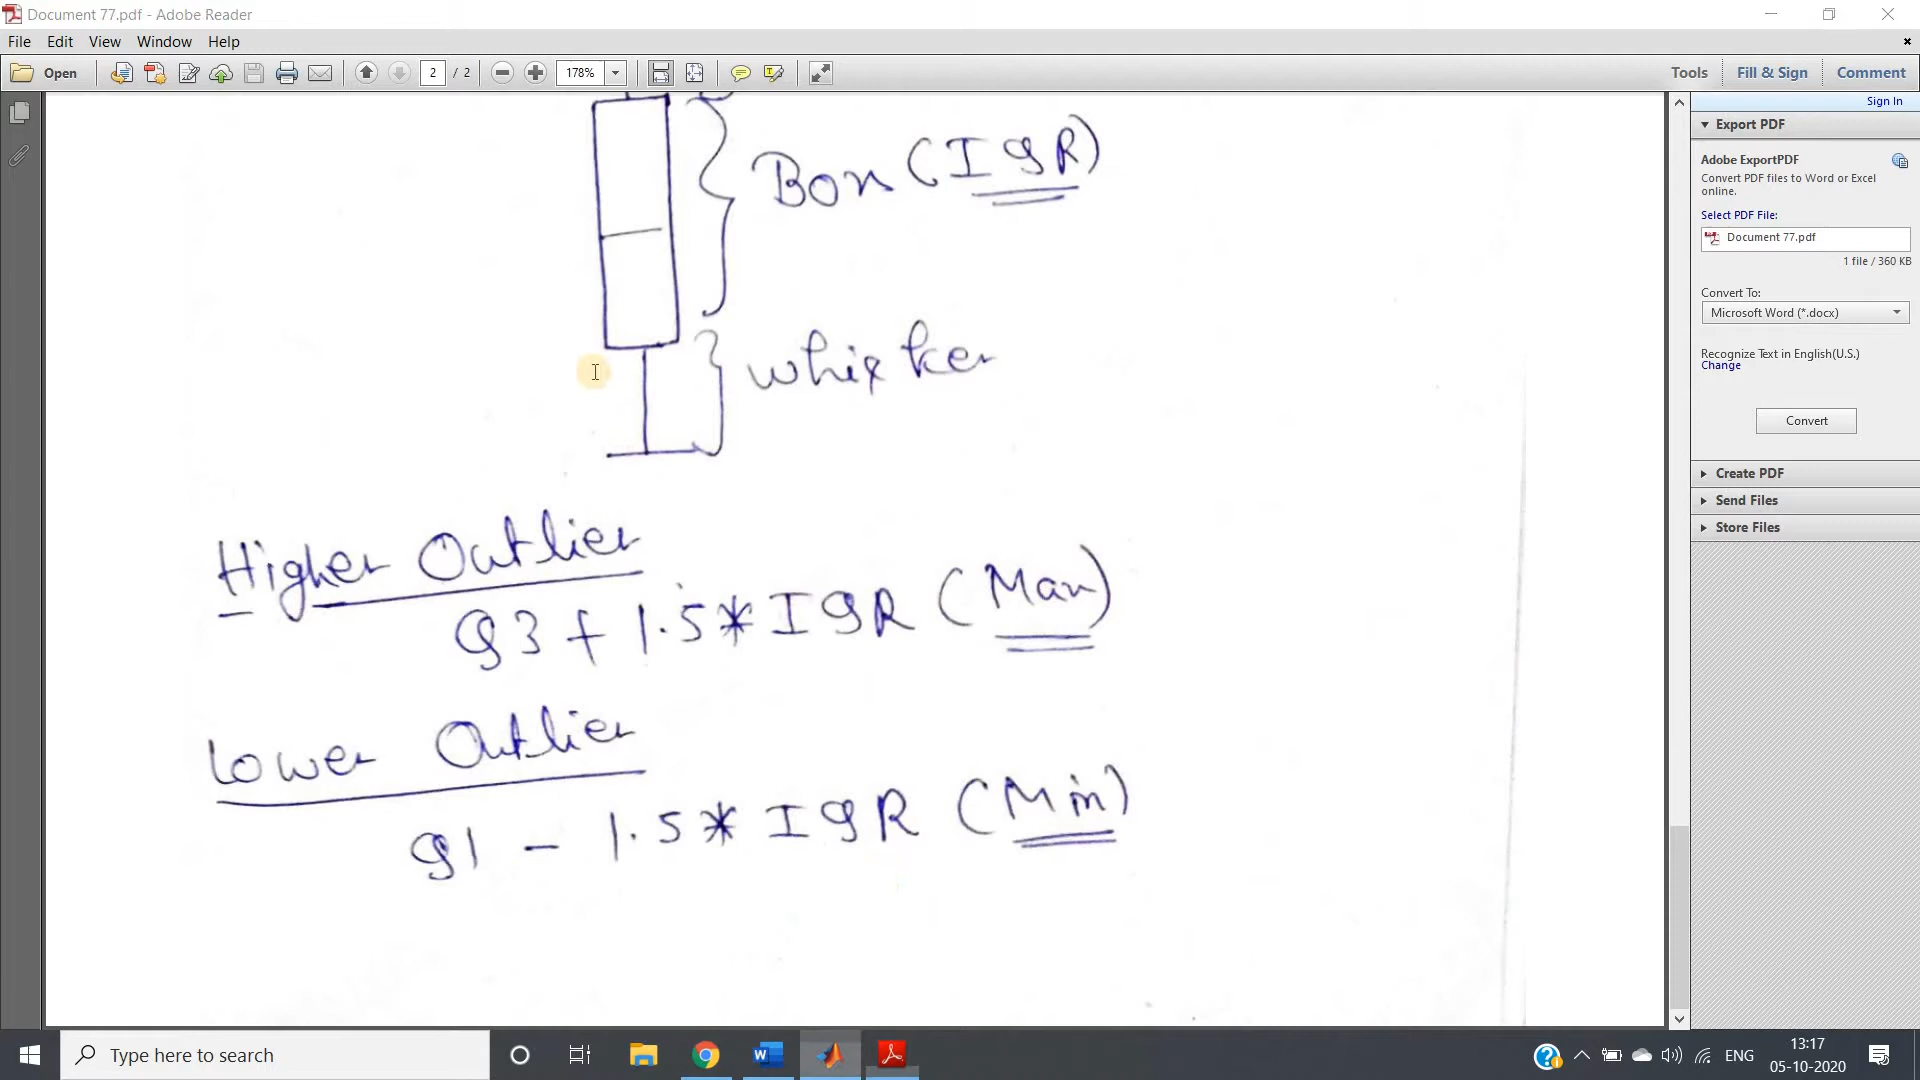 Document 77.pdf - Adobe Reader
File Edit View Window Help
Open 2 / 2 178% Tools Fill & Sign Comment
Sign In
Export PDF
Adobe ExportPDF
Convert PDF files to Word or Excel
online.
Select PDF File:
Document 77.pdf
1 file / 360 KB
Convert To:
Microsoft Word (*.docx)
Recognize Text in English(U.S.)
Change
Convert
Create PDF
Send Files
Store Files
Box (IQR)
Whisker
Higher Outlier
Q3 + 1.5 * IQR (Max)
Lower Outlier
Q1 - 1.5 * IQR (Min)
Type here to search
ENG
13:17
05-10-2020